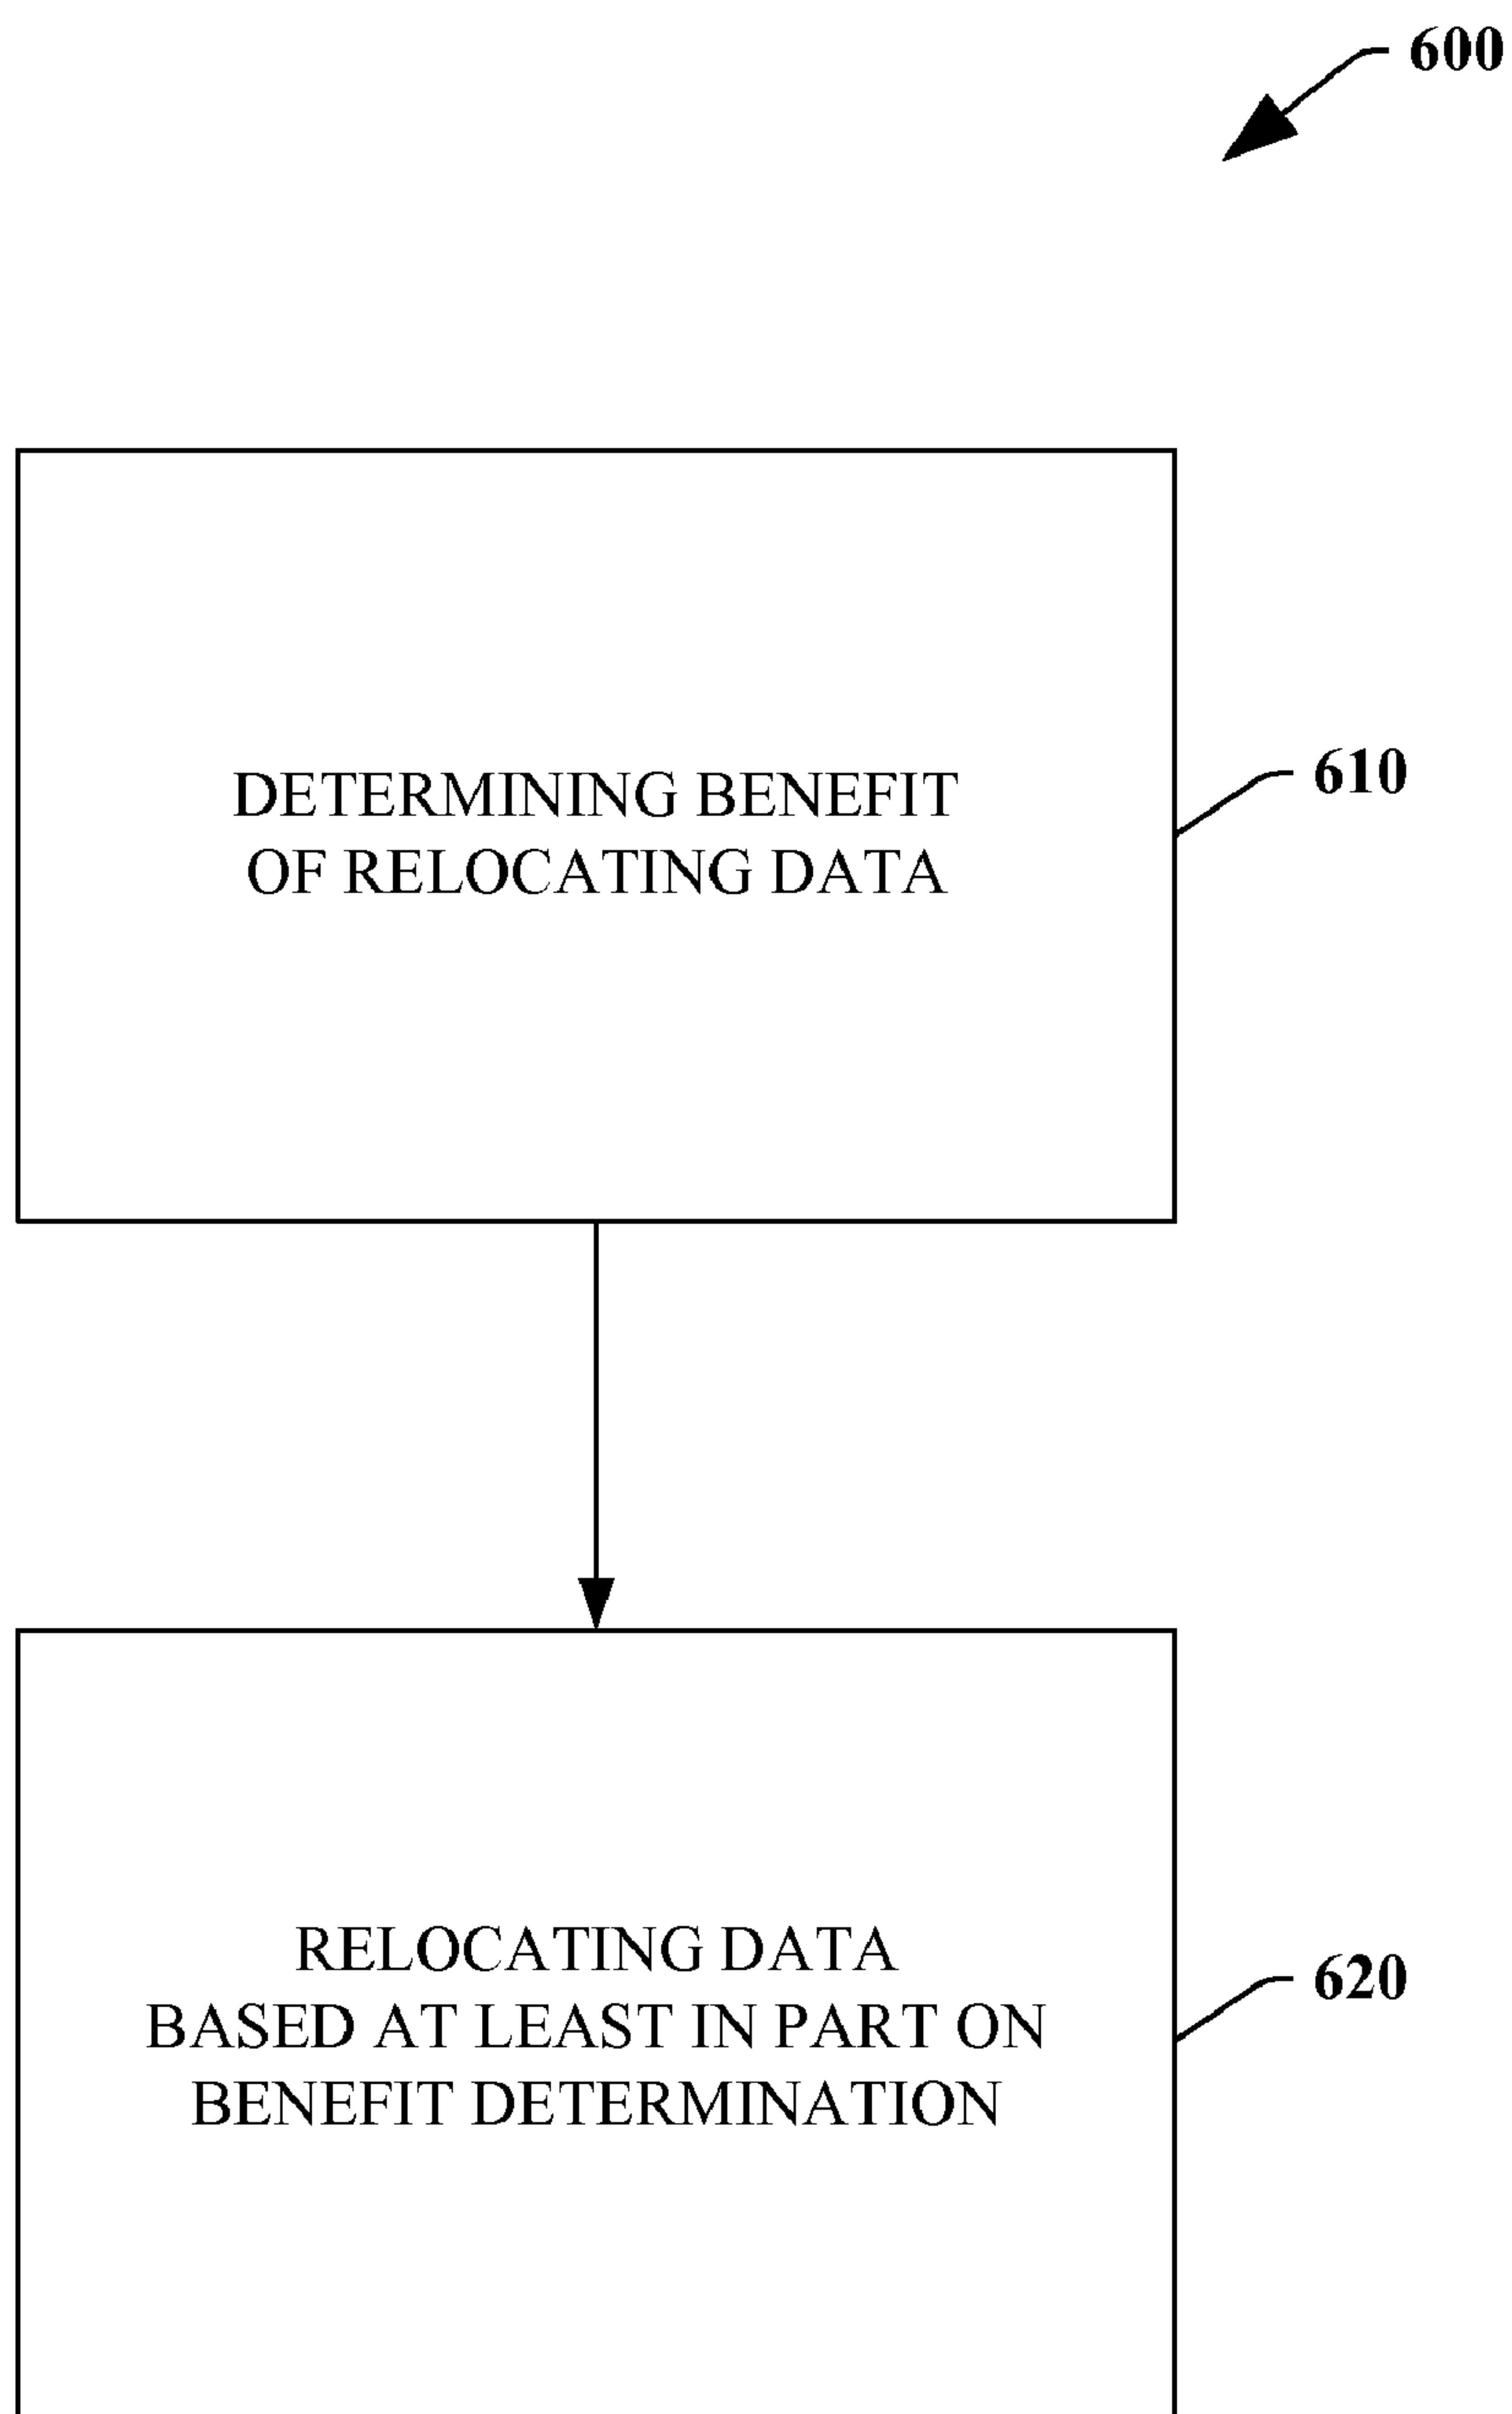 600
DETERMINING BENEFIT
OF RELOCATING DATA
610
RELOCATING DATA
BASED AT LEAST IN PART ON
BENEFIT DETERMINATION
620